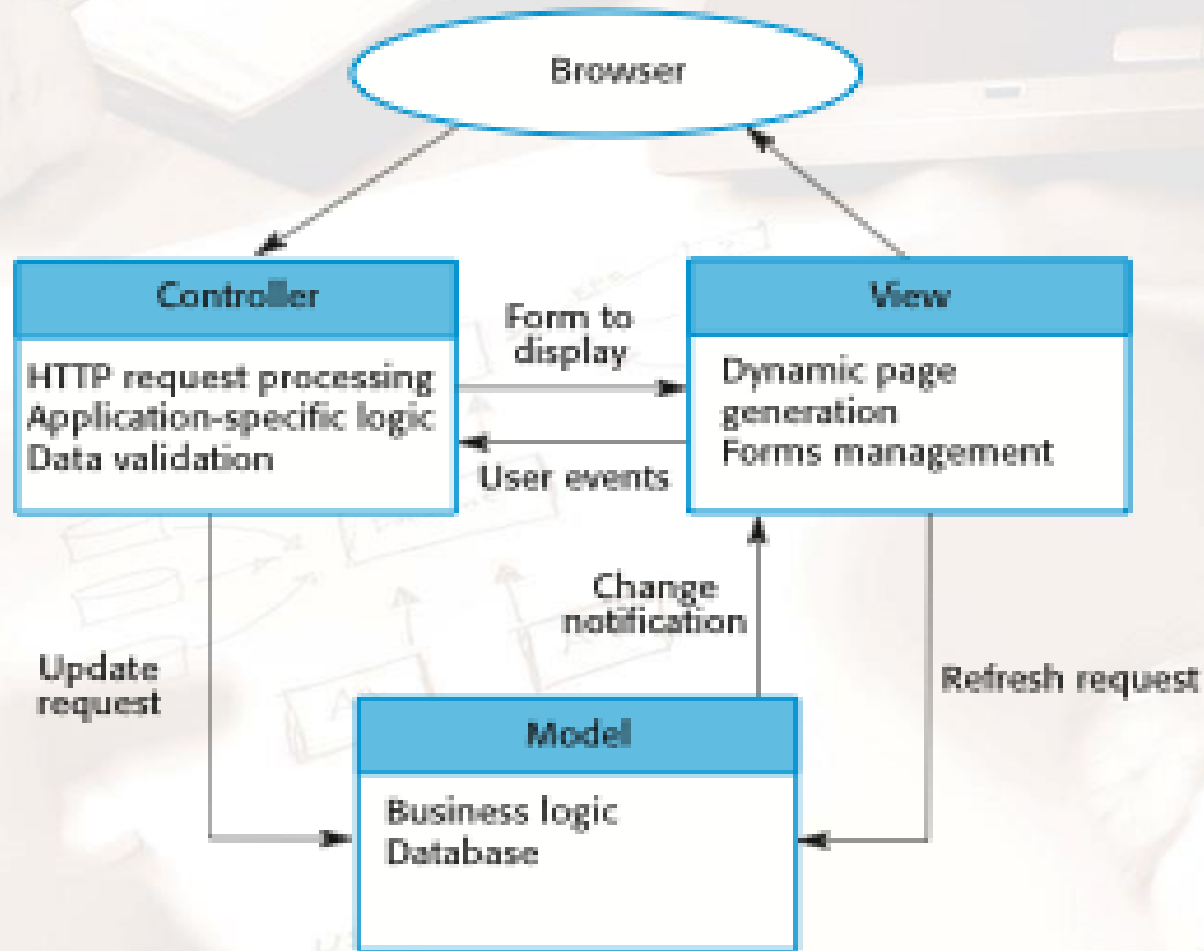 Browser
Controller
HTTP request processing
Application-specific logic
Data validation
Form to
display
User events
View
Dynamic page
generation
Forms management
Change
notification
Update
request
Refresh request
Model
Business logic
Database